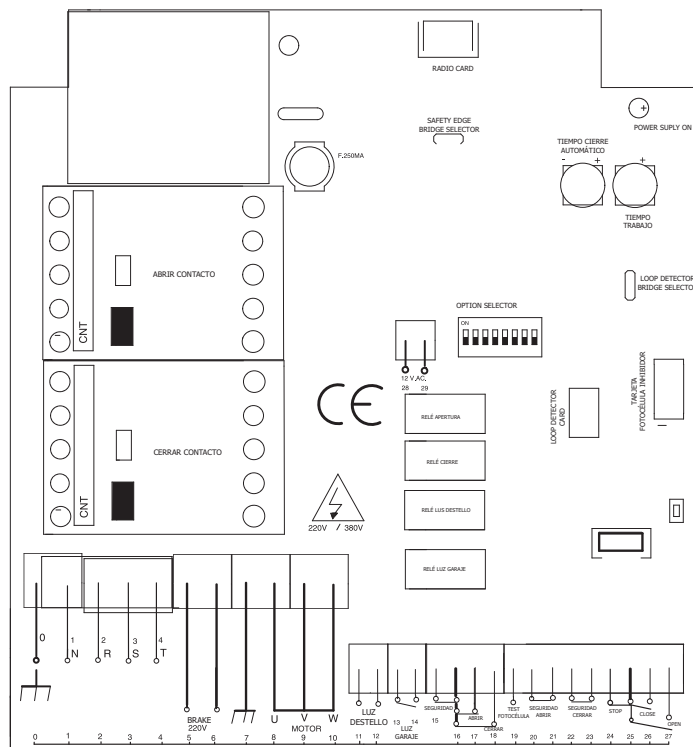 RADIO CARD
SAFETY EDGE
BRIDGE SELECTOR
POWER SUPLY ON
+
F.250MA
TIEMPO CIERRE
AUTOMÁTICO
- +
+
TIEMPO
TRABAJO
CNT
ABRIR CONTACTO
LOOP DETECTOR
BRIDGE SELECTOR
OPTION SELECTOR
ON
12 V.AC.
28 29
CE
RELÉ APERTURA
LOOP DETECTOR
CARD
TARJETA
FOTOCÉLULA INHIBIDOR
CNT
CERRAR CONTACTO
RELÉ CIERRE
RELÉ LUS DESTELLO
220V / 380V
RELÉ LUZ GARAJE
0
1
N
2
R
3
S
4
T
BRAKE
220V
U V W
MOTOR
LUZ
DESTELLO
13 14
LUZ
GARAJE
SEGURIDAD
15
ABRIR
CERRAR
TEST
FOTOCÉLULA
SEGURIDAD
ABRIR
SEGURIDAD
CERRAR
STOP
CLOSE
OPEN
0 1 2 3 4 5 6 7 8 9 10 11 12 16 17 18 19 20 21 22 23 24 25 26 27